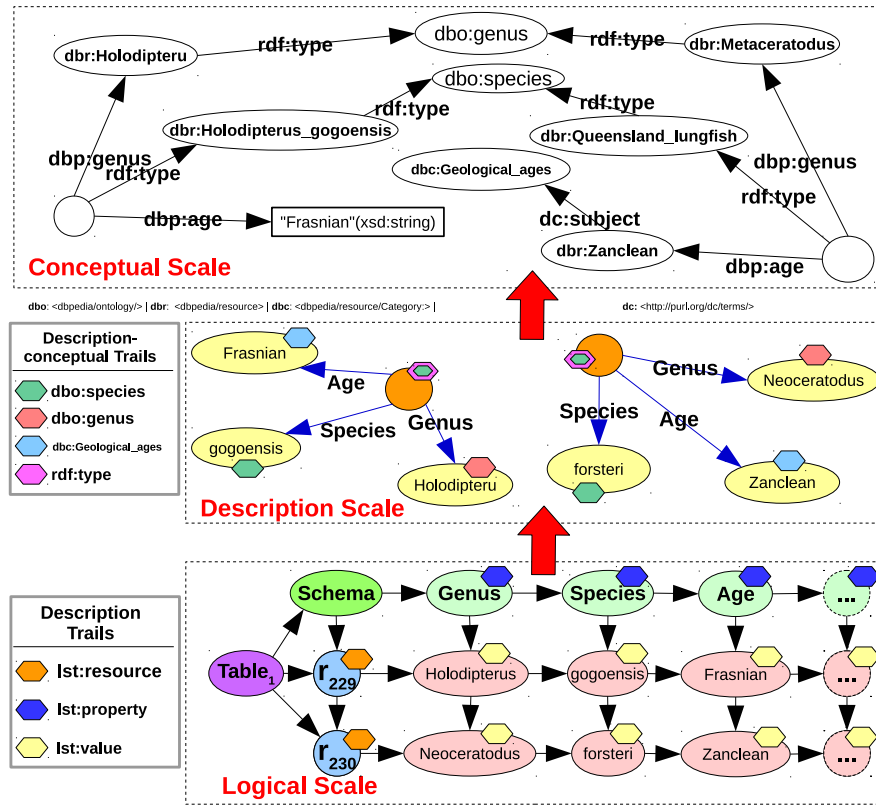 dbo:genus
dbr:Holodipteru
rdf:type
rdf:type
dbr:Metaceratodus
dbo:species
rdf:type
rdf:type
dbr:Holodipterus_gogoensis
dbr:Queensland_lungfish
dbp:genus
rdf:type
dbc:Geological_ages
dbp:genus
rdf:type
dbp:age
"Frasnian"(xsd:string)
dc:subject
dbr:Zanclean
dbp:age
Conceptual Scale
dbo: <dbpedia/ontology/> | dbr: <dbpedia/resource> | dbc: <dbpedia/resource/Category:> |
dc: <http://purl.org/dc/terms/>
Description-
conceptual Trails
dbo:species
dbo:genus
dbc:Geological_ages
rdf:type
Frasnian
Age
Species
Genus
gogoensis
Holodipteru
Genus
Neoceratodus
Species
Age
forsteri
Zanclean
Description Scale
Description
Trails
lst:resource
lst:property
lst:value
Schema
Genus
Species
Age
...
Table1
r229
Holodipterus
gogoensis
Frasnian
...
r230
Neoceratodus
forsteri
Zanclean
...
Logical Scale